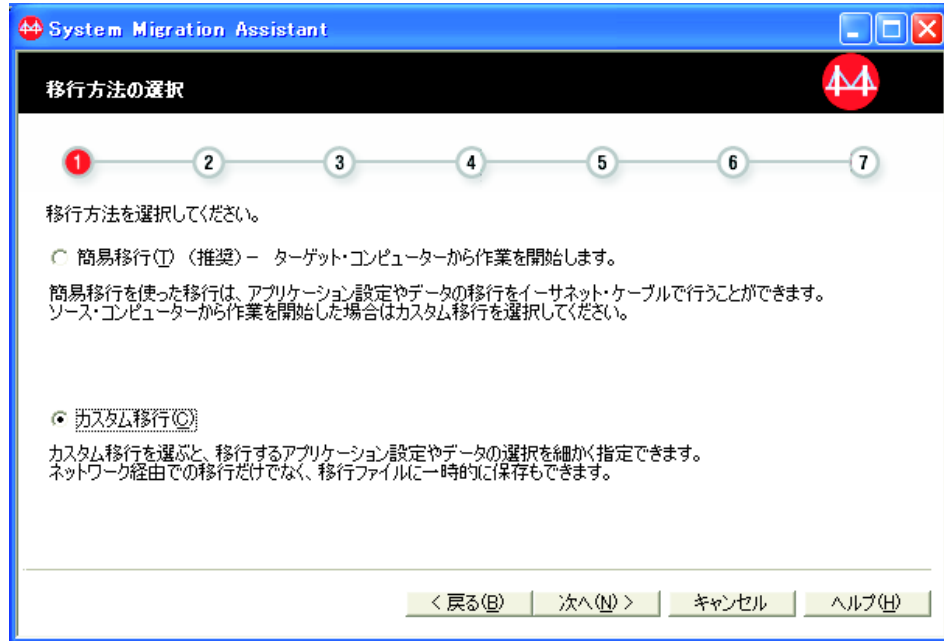 System Migration Assistant
移行方法の選択
1 2 3 4 5 6 7
移行方法を選択してください。
簡易移行(T) (推奨) - ターゲット・コンピューターから作業を開始します。
簡易移行を使った移行は、アプリケーション設定やデータの移行をイーサネット・ケーブルで行うことができます。
ソース・コンピューターから作業を開始した場合はカスタム移行を選択してください。
カスタム移行(C)
カスタム移行を選ぶと、移行するアプリケーション設定やデータの選択を細かく指定できます。
ネットワーク経由での移行だけでなく、移行ファイルに一時的に保存もできます。
< 戻る(B) 次へ(N) > キャンセル ヘルプ(H)